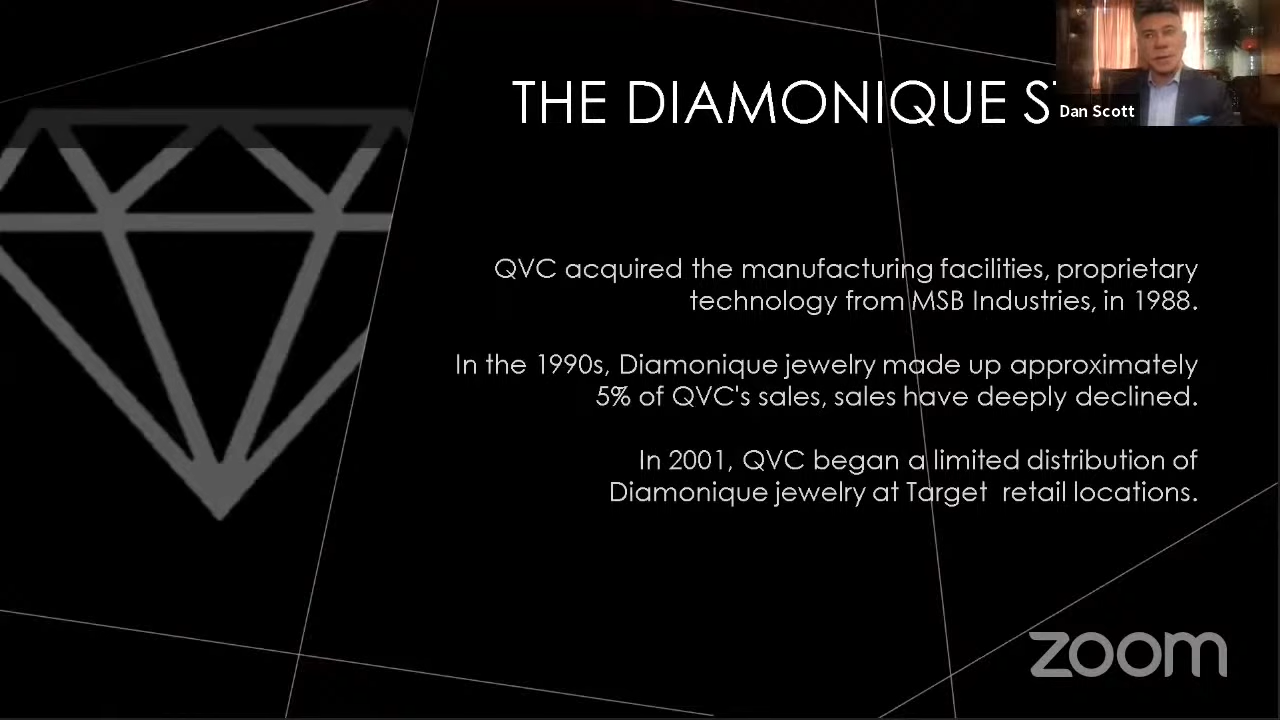 THE DIAMONIQUE
Dan Scott
QVC acquired the manufacturing facilities, proprietary
technology from MSB Industries, in 1988.
In the 1990s, Diamonique jewelry made up approximately
5% of QVC's sales, sales have deeply declined.
In 2001, QVC began a limited distribution of
Diamonique jewelry at Target retail locations.
zoom